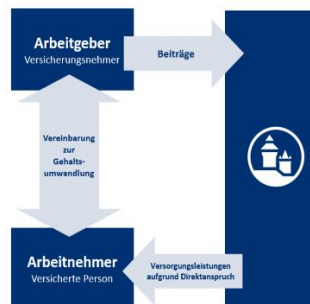 Arbeitgeber
Versicherungsnehmer
Beiträge
Vereinbarung
zur
Gehalts-
umwandlung
Arbeitnehmer
Versicherte Person
Versorgungsleistungen
aufgrund Direktanspruch